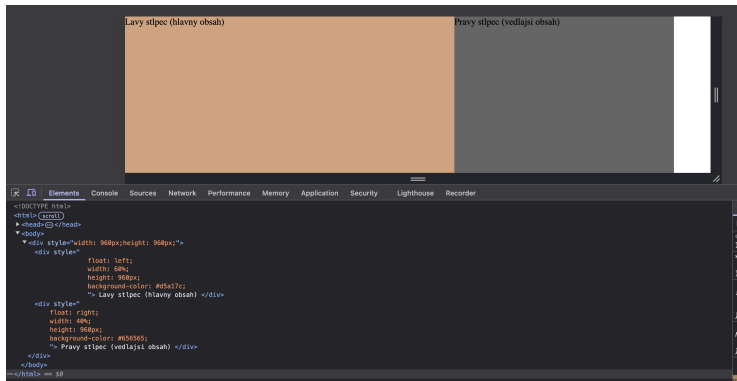 Lavy stlpec (hlavny obsah)
Pravy stlpec (vedlajsi obsah)
Elements Console Sources Network Performance Memory Application Security Lighthouse Recorder
<!DOCTYPE html>
<html> scroll
<head> </head>
<body>
<div style="width: 960px;height: 960px;">
<div style="
float: left;
width: 60%;
height: 960px;
background-color: #d5a17c;
"> Lavy stlpec (hlavny obsah) </div>
<div style="
float: right;
width: 40%;
height: 960px;
background-color: #656565;
"> Pravy stlpec (vedlajsi obsah) </div>
</div>
</body>
</html> == $0